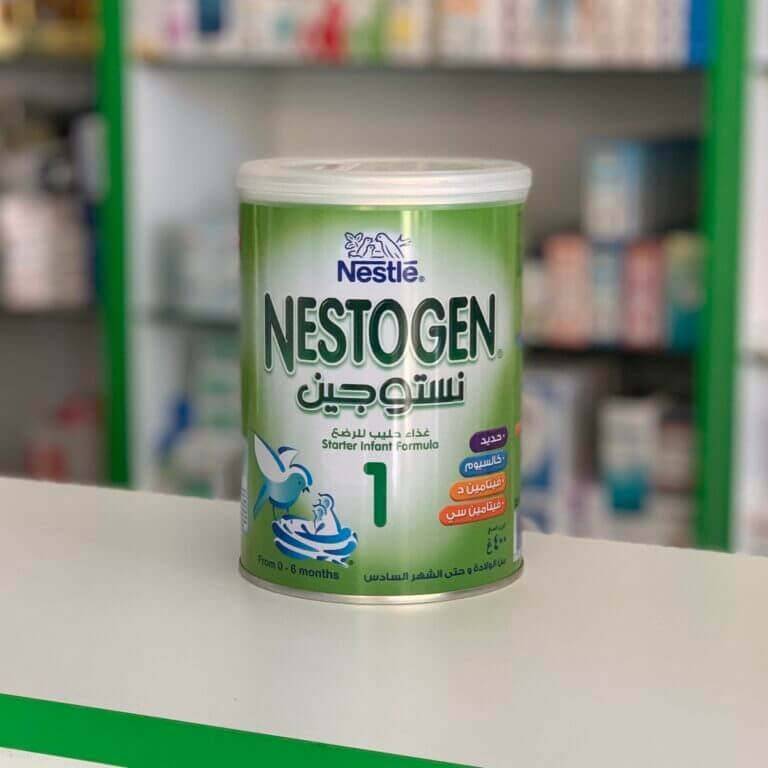 Nestlé®
NESTOGEN®
نستوجين
غذاء حليب للرضع
Starter Infant Formula
1
• حديد
• كالسيوم
• فيتامين د
• فيتامين سي
٤٠٠ غ
From 0 - 6 months
من الولادة و حتى الشهر السادس